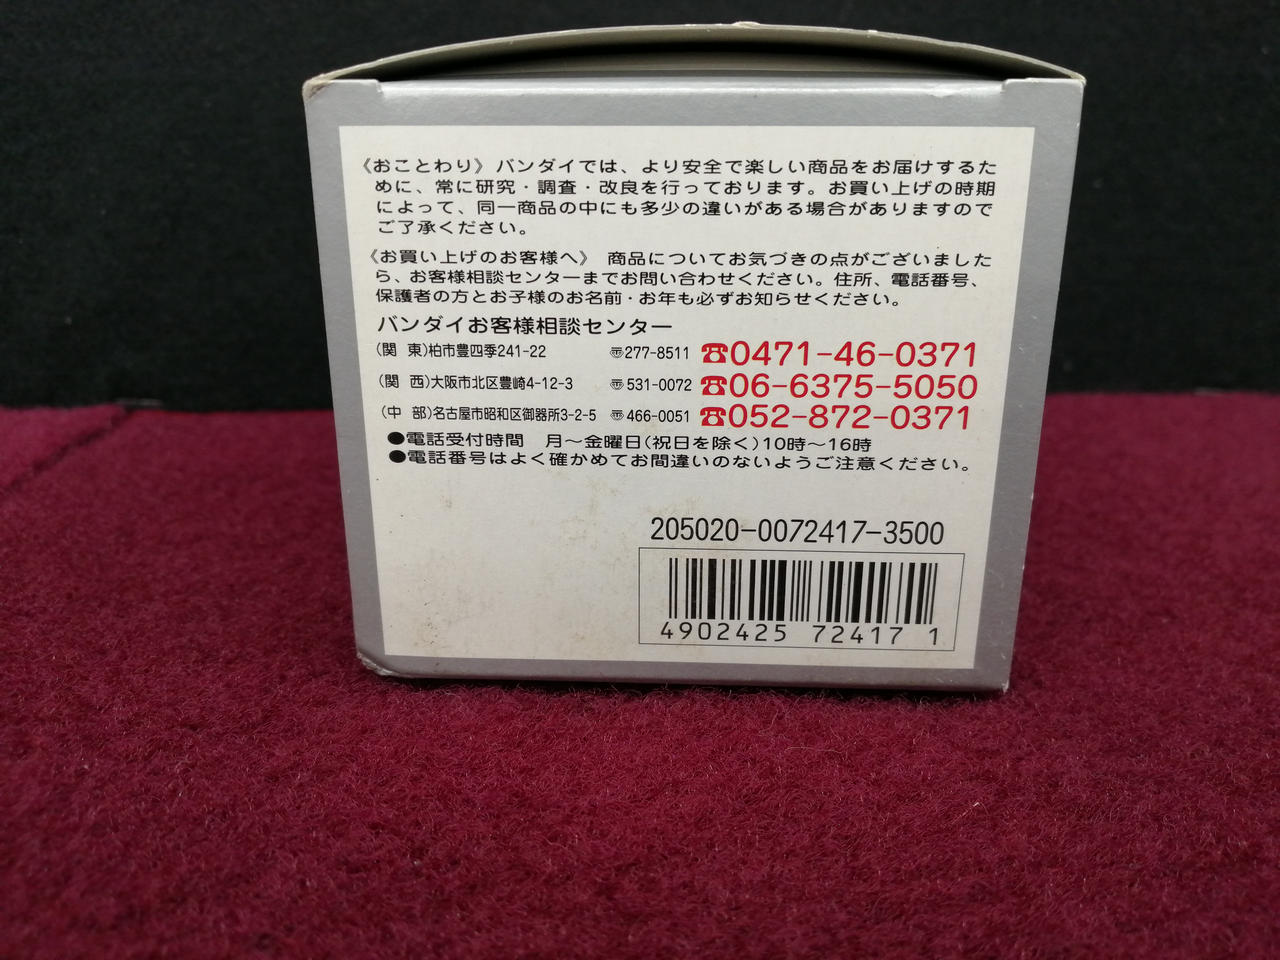 《おことわり》バンダイでは、より安全で楽しい商品をお届けするた
めに、常に研究・調査・改良を行っております。お買い上げの時期
によって、同一商品の中にも多少の違いがある場合がありますので
ご了承ください。
《お買い上げのお客様へ》 商品についてお気づきの点がございました
ら、お客様相談センターまでお問い合わせください。住所、電話番号、
保護者の方とお子様のお名前・お年も必ずお知らせください。
バンダイお客様相談センター
(関 東)柏市豊四季241-22 〠277-8511 ☎0471-46-0371
(関 西)大阪市北区豊崎4-12-3 〠531-0072 ☎06-6375-5050
(中 部)名古屋市昭和区御器所3-2-5 〠466-0051 ☎052-872-0371
●電話受付時間 月〜金曜日(祝日を除く)10時〜16時
●電話番号はよく確かめてお間違いのないようご注意ください。
205020-0072417-3500
4902425 72417 1